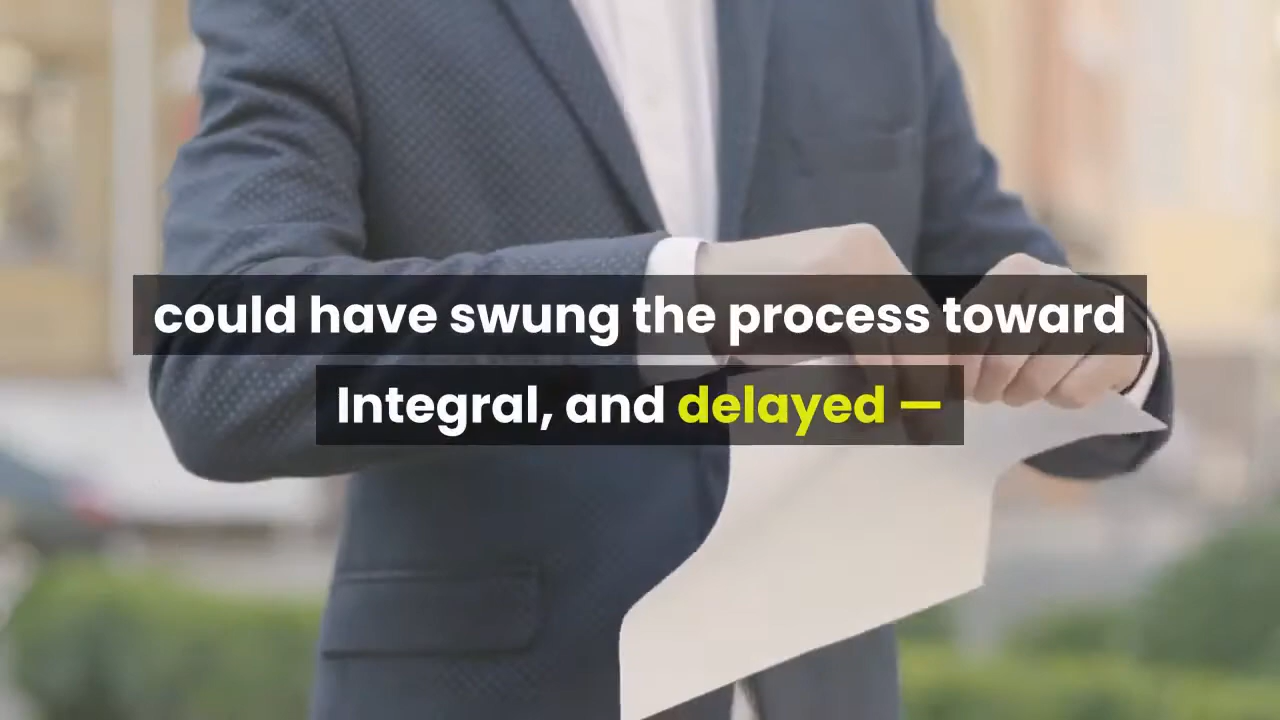 could have swung the process toward
Integral, and delayed —